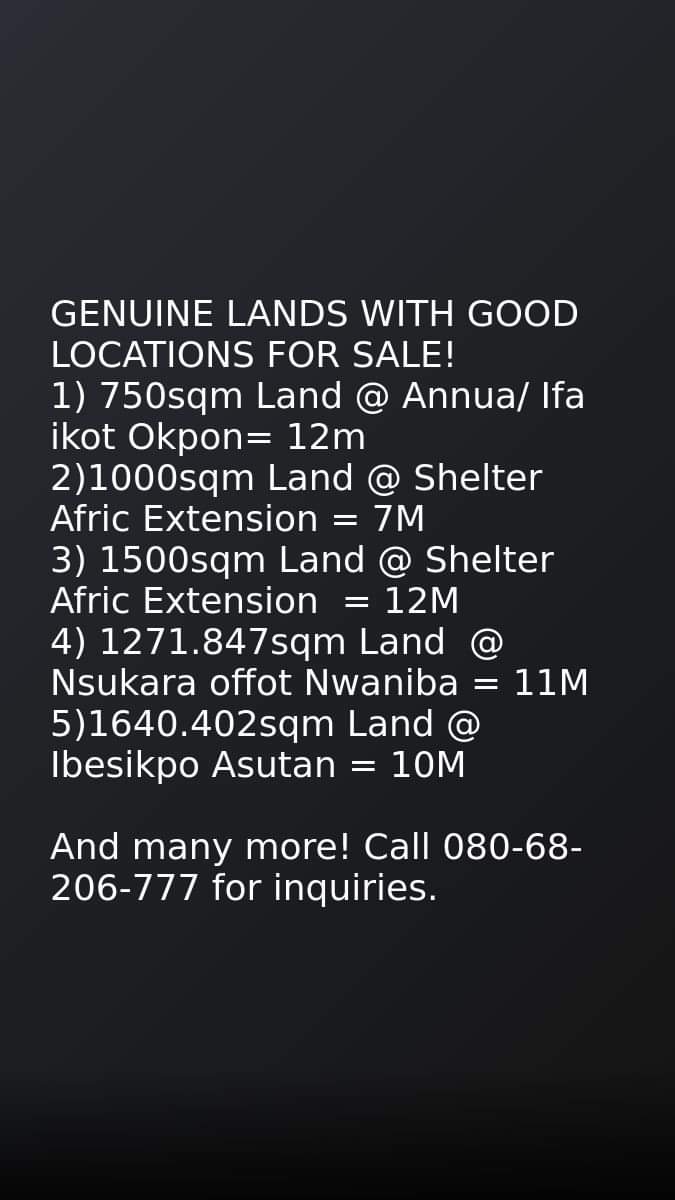 GENUINE LANDS WITH GOOD
LOCATIONS FOR SALE!
1) 750sqm Land @ Annua/ Ifa
ikot Okpon= 12m
2)1000sqm Land @ Shelter
Afric Extension = 7M
3) 1500sqm Land @ Shelter
Afric Extension  = 12M
4) 1271.847sqm Land  @
Nsukara offot Nwaniba = 11M
5)1640.402sqm Land @
Ibesikpo Asutan = 10M
And many more! Call 080-68-
206-777 for inquiries.